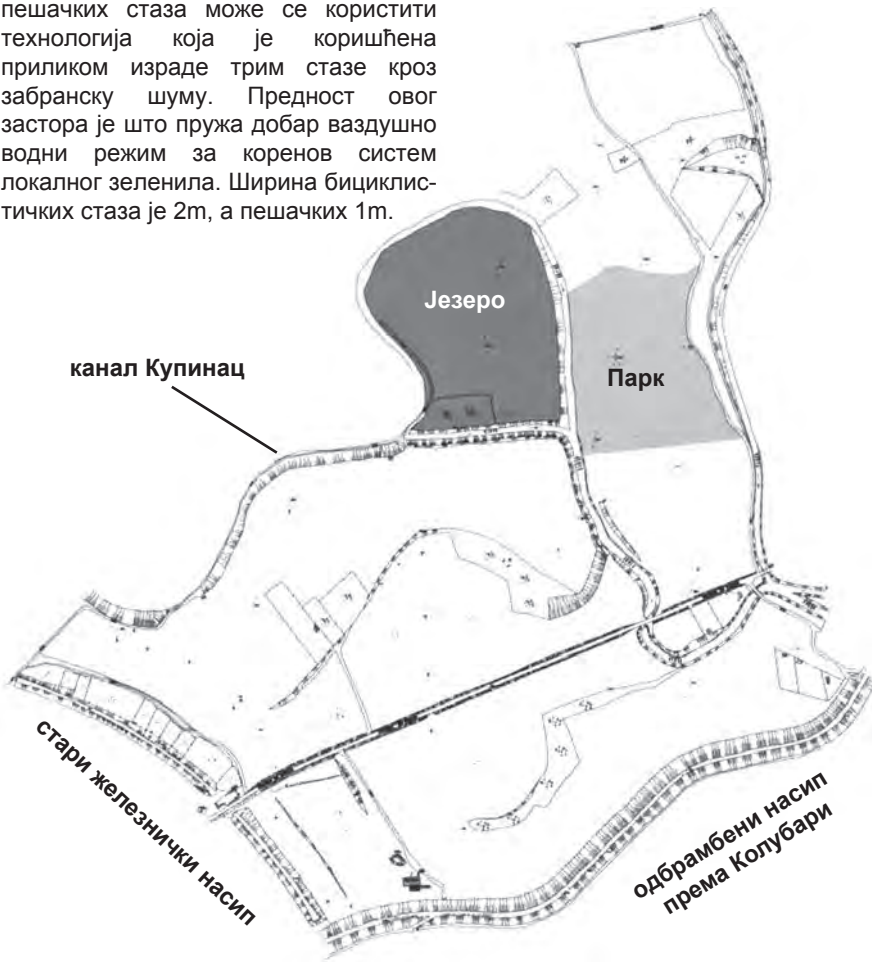 пешачких стаза може се користити
технологија која је коришћена
приликом израде трим стазе кроз
забранску шуму. Предност овог
застора је што пружа добар ваздушно
водни режим за коренов систем
локалног зеленила. Ширина бициклис-
тичких стаза је 2m, а пешачких 1m.
Језеро
канал Купинац
Парк
стари железнички насип
одбрамбени насип
према Колубари